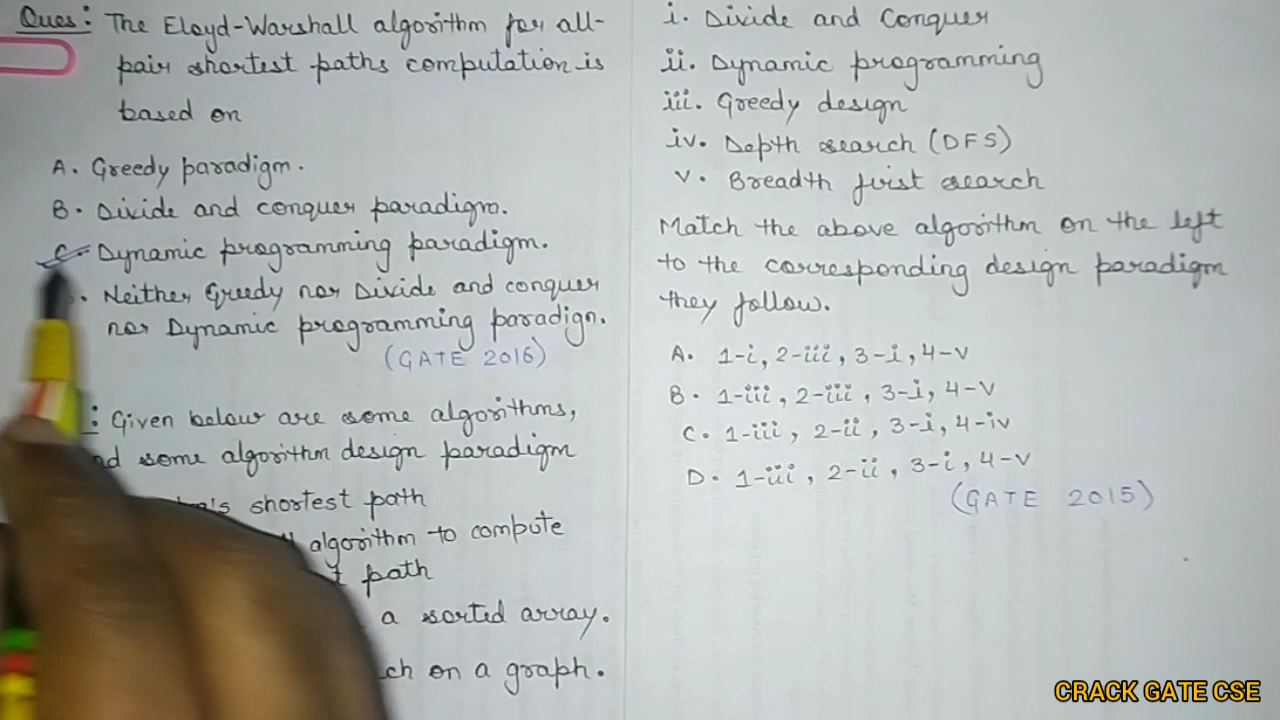 Ques: The Eloyd-Warshall algorithm for all-
pair shortest paths computation is
based on
A. Greedy paradigm.
B. Divide and conquer paradigm.
C. Dynamic programming paradigm.
. Neither Greedy nor Divide and conquer
nor Dynamic programming paradign.
(GATE 2016)
: Given below are some algorithms,
some algorithm design paradigm
shortest path
algorithm to compute
path
a sorted array.
on a graph.
i. Divide and Conquer
ii. Dynamic programming
iii. Greedy design
iv. Depth search (DFS)
v. Breadth first search
Match the above algorithm on the left
to the corresponding design paradigm
they follow.
A. 1-i, 2-iii, 3-i, 4-v
B. 1-iii, 2-iii, 3-i, 4-v
C. 1-iii, 2-ii, 3-i, 4-iv
D. 1-iii, 2-ii, 3-i, 4-v
(GATE 2015)
CRACK GATE CSE